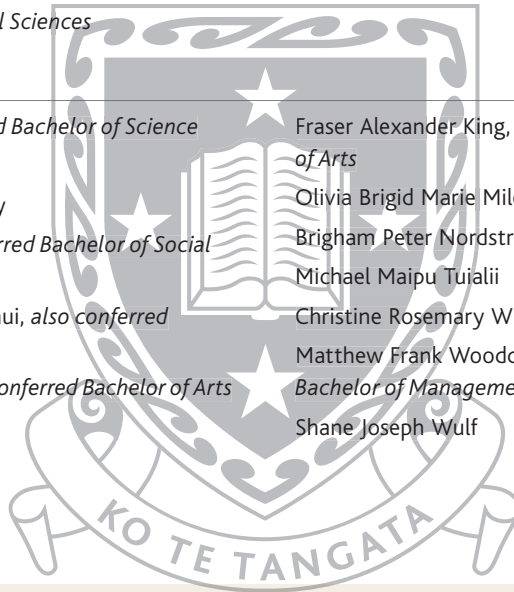 l Sciences
d Bachelor of Science
y
rred Bachelor of Social
ui, also conferred
onferred Bachelor of Arts
Fraser Alexander King,
of Arts
Olivia Brigid Marie Mil
Brigham Peter Nordstr
Michael Maipu Tuialii
Christine Rosemary W
Matthew Frank Woodc
Bachelor of Manageme
Shane Joseph Wulf
KO TE TANGATA